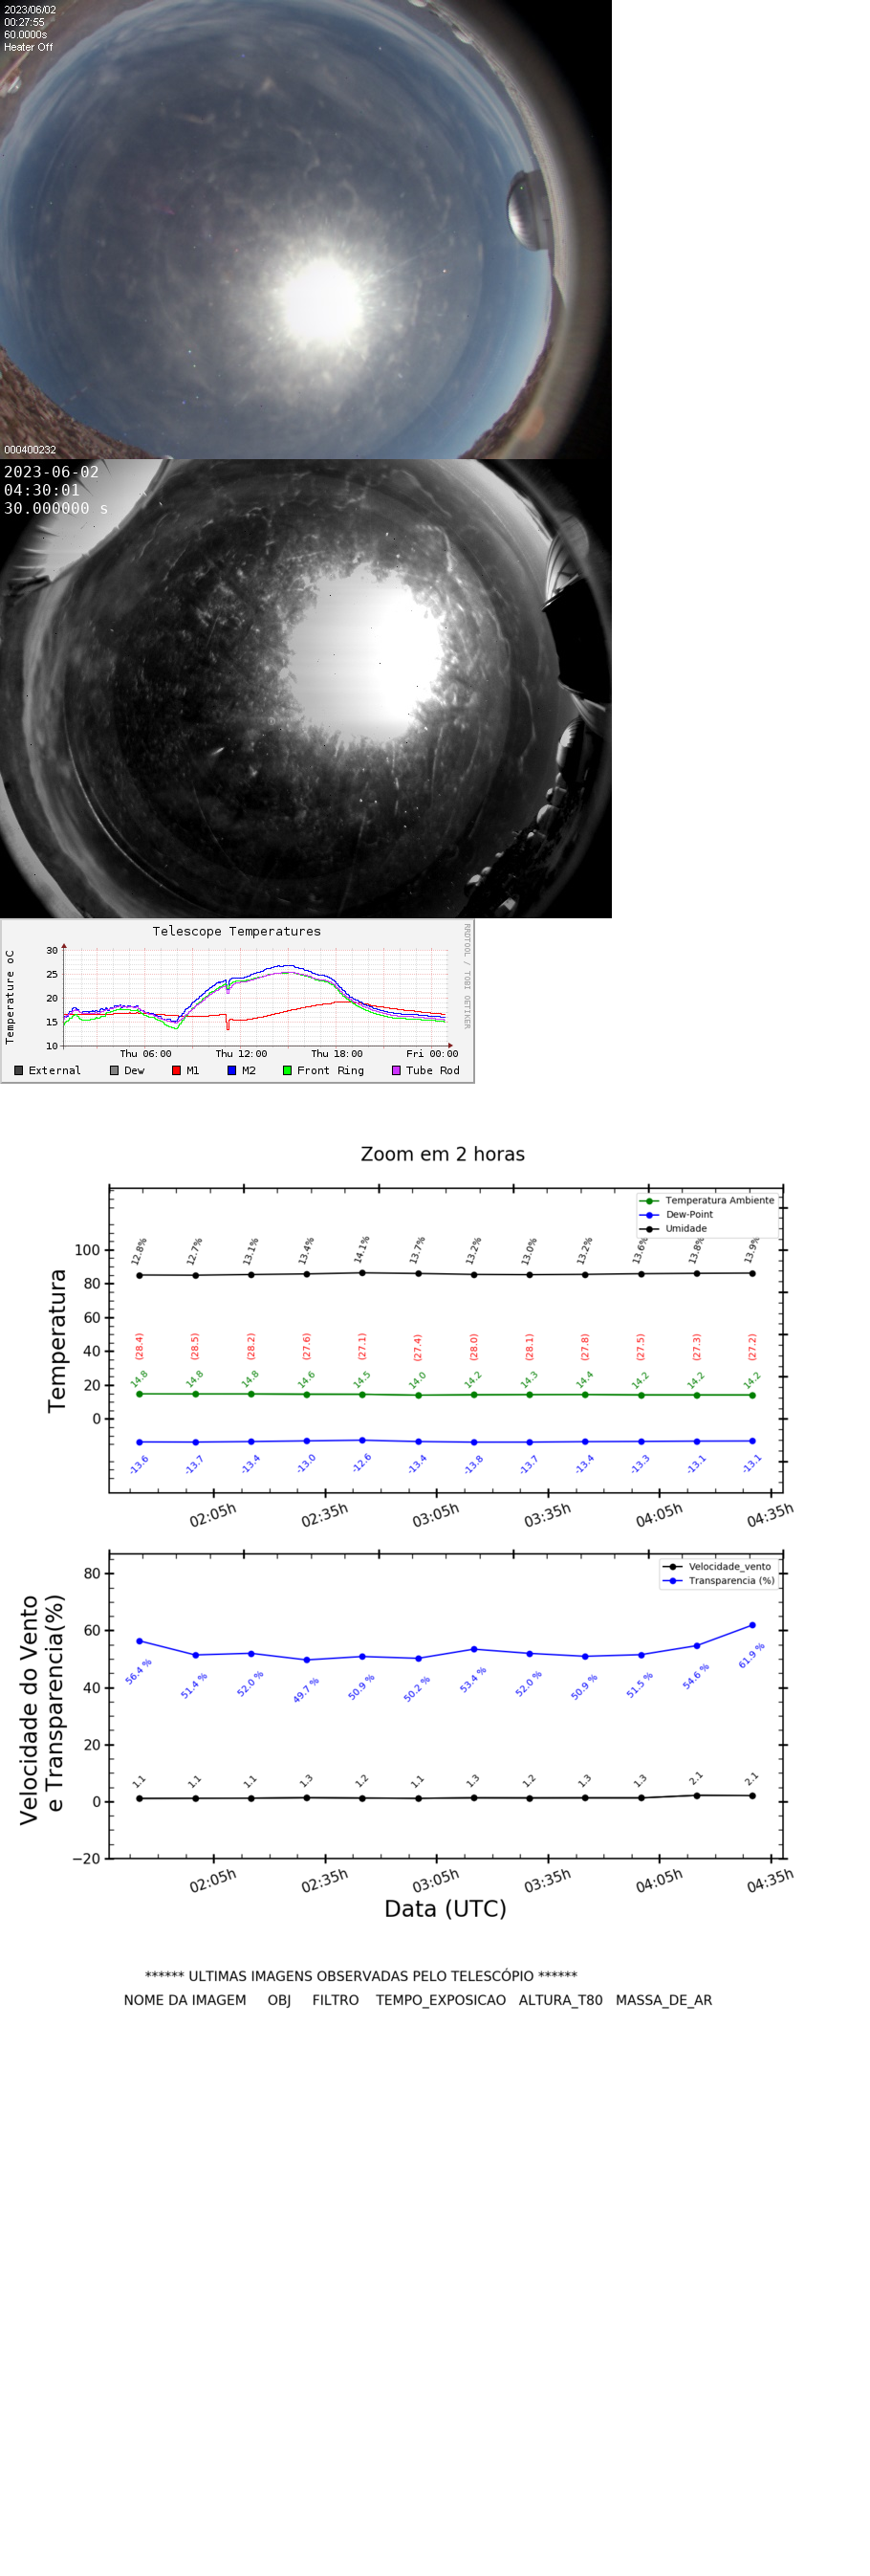 2023/06/02
00:27:55
60.0000s
Heater Off
000400232
2023-06-02
04:30:01
30.000000 s
Telescope Temperatures
RRDTOOL / TOBI OETIKER
Temperature oC
30
25
20
15
10
Thu 06:00 Thu 12:00 Thu 18:00 Fri 00:00
External Dew M1 M2 Front Ring Tube Rod
Zoom em 2 horas
Temperatura Ambiente
Dew-Point
Umidade
Temperatura
100
80
60
40
20
0
12.8% 12.7% 13.1% 13.4% 14.1% 13.7% 13.2% 13.0% 13.2% 13.6% 13.8% 13.9%
(28.4) (28.5) (28.2) (27.6) (27.1) (27.4) (28.0) (28.1) (27.8) (27.5) (27.3) (27.2)
14.8 14.8 14.8 14.6 14.5 14.0 14.2 14.3 14.4 14.2 14.2 14.2
-13.6 -13.7 -13.4 -13.0 -12.6 -13.4 -13.8 -13.7 -13.4 -13.3 -13.1 -13.1
02:05h 02:35h 03:05h 03:35h 04:05h 04:35h
Velocidade_vento
Transparencia (%)
Velocidade do Vento
e Transparencia(%)
80
60
40
20
0
−20
56.4 % 51.4 % 52.0 % 49.7 % 50.9 % 50.2 % 53.4 % 52.0 % 50.9 % 51.5 % 54.6 % 61.9 %
1.1 1.1 1.1 1.3 1.2 1.1 1.3 1.2 1.3 1.3 2.1 2.1
02:05h 02:35h 03:05h 03:35h 04:05h 04:35h
Data (UTC)
****** ULTIMAS IMAGENS OBSERVADAS PELO TELESCÓPIO ******
NOME DA IMAGEM OBJ FILTRO TEMPO_EXPOSICAO ALTURA_T80 MASSA_DE_AR